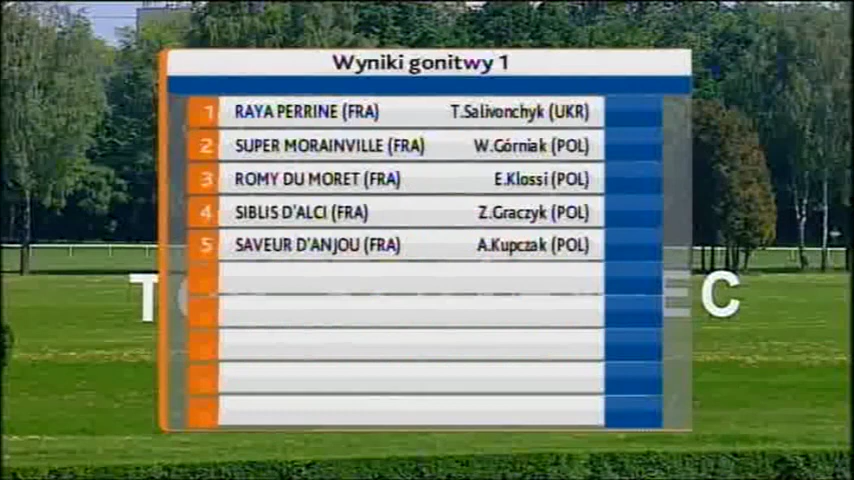 Wyniki gonitwy 1
1 RAYA PERRINE (FRA) T.Salivonchyk (UKR)
2 SUPER MORAINVILLE (FRA) W.Górniak (POL)
3 ROMY DU MORET (FRA) E.Klossi (POL)
4 SIBLIS D'ALCI (FRA) Z.Graczyk (POL)
5 SAVEUR D'ANJOU (FRA) A.Kupczak (POL)